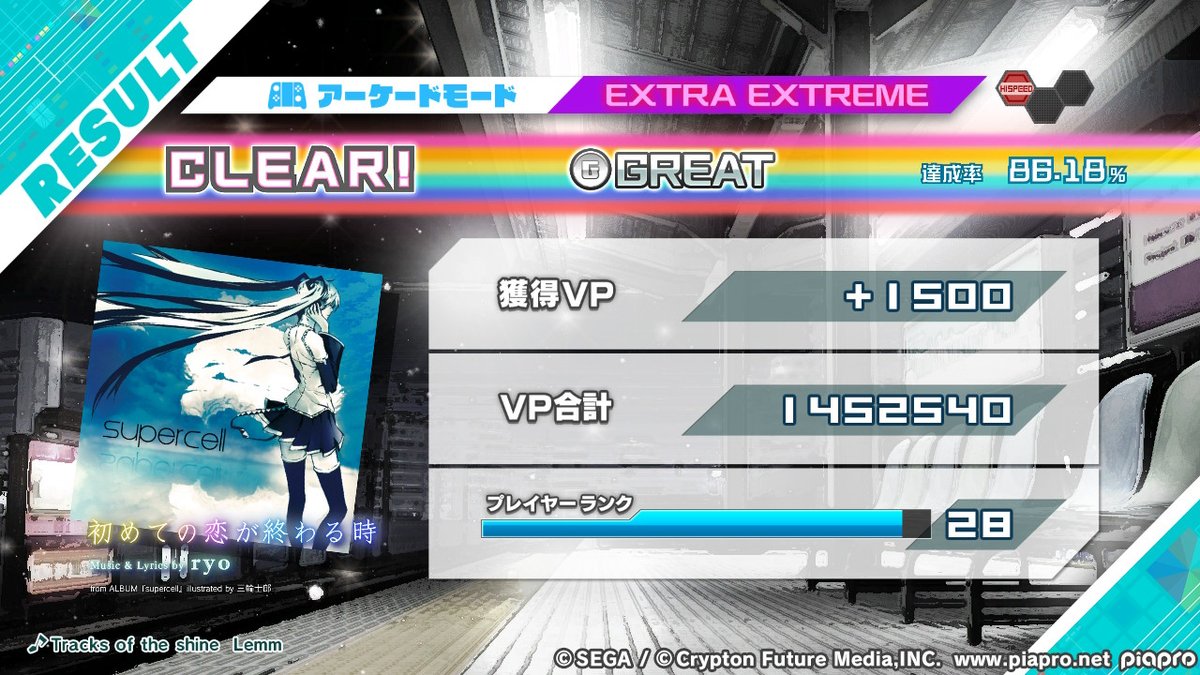 RESULT
アーケードモード
EXTRA EXTREME
HISPEED
CLEAR!
G GREAT
達成率 86.18%
獲得VP
+1500
VP合計
1452540
プレイヤーランク
28
supercell
初めての恋が終わる時
Music & Lyrics by ryo
from ALBUM『supercell』illustrated by 三輪士郎
♪Tracks of the shine Lemm
©SEGA / ©Crypton Future Media,INC. www.piapro.net piapro